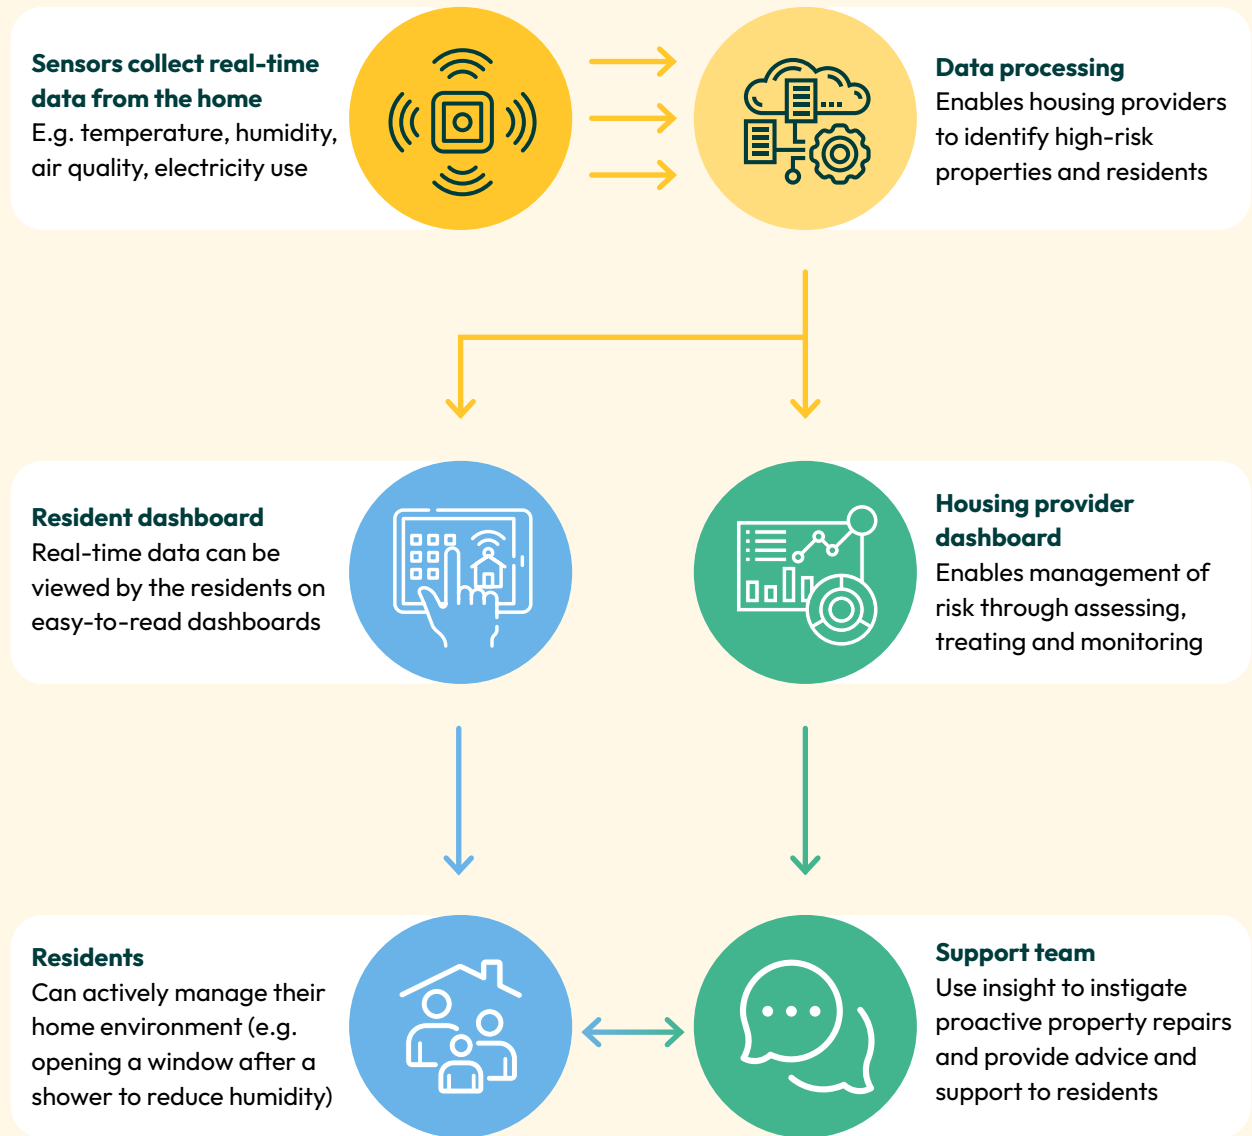 Sensors collect real-time
data from the home
E.g. temperature, humidity,
air quality, electricity use
Data processing
Enables housing providers
to identify high-risk
properties and residents
Resident dashboard
Real-time data can be
viewed by the residents on
easy-to-read dashboards
Housing provider
dashboard
Enables management of
risk through assessing,
treating and monitoring
Residents
Can actively manage their
home environment (e.g.
opening a window after a
shower to reduce humidity)
Support team
Use insight to instigate
proactive property repairs
and provide advice and
support to residents